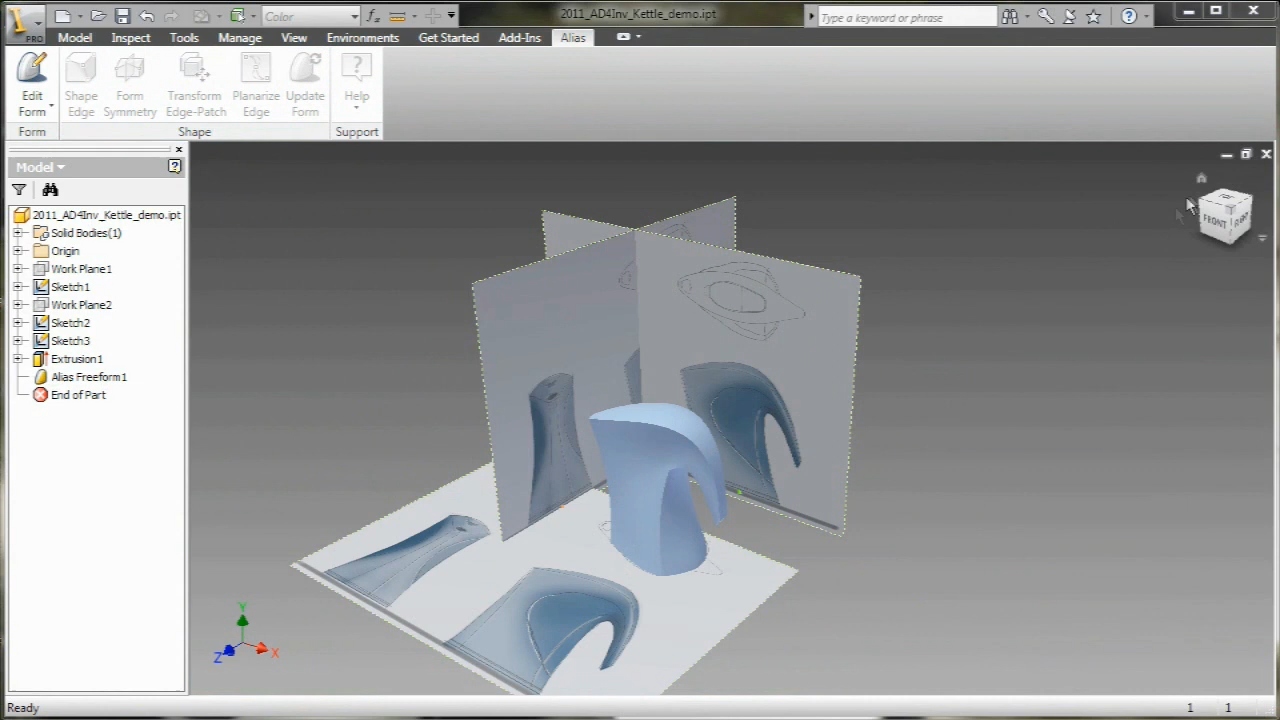 Color
2011_AD4Inv_Kettle_demo.ipt
Type a keyword or phrase
PRO
Model
Inspect
Tools
Manage
View
Environments
Get Started
Add-Ins
Alias
Edit Form
Shape Edge
Form Symmetry
Transform Edge-Patch
Planarize Edge
Update Form
Help
Form
Shape
Support
Model
2011_AD4Inv_Kettle_demo.ipt
Solid Bodies(1)
Origin
Work Plane1
Sketch1
Work Plane2
Sketch2
Sketch3
Extrusion1
Alias Freeform1
End of Part
FRONT
Y
Z
X
Ready
1
1